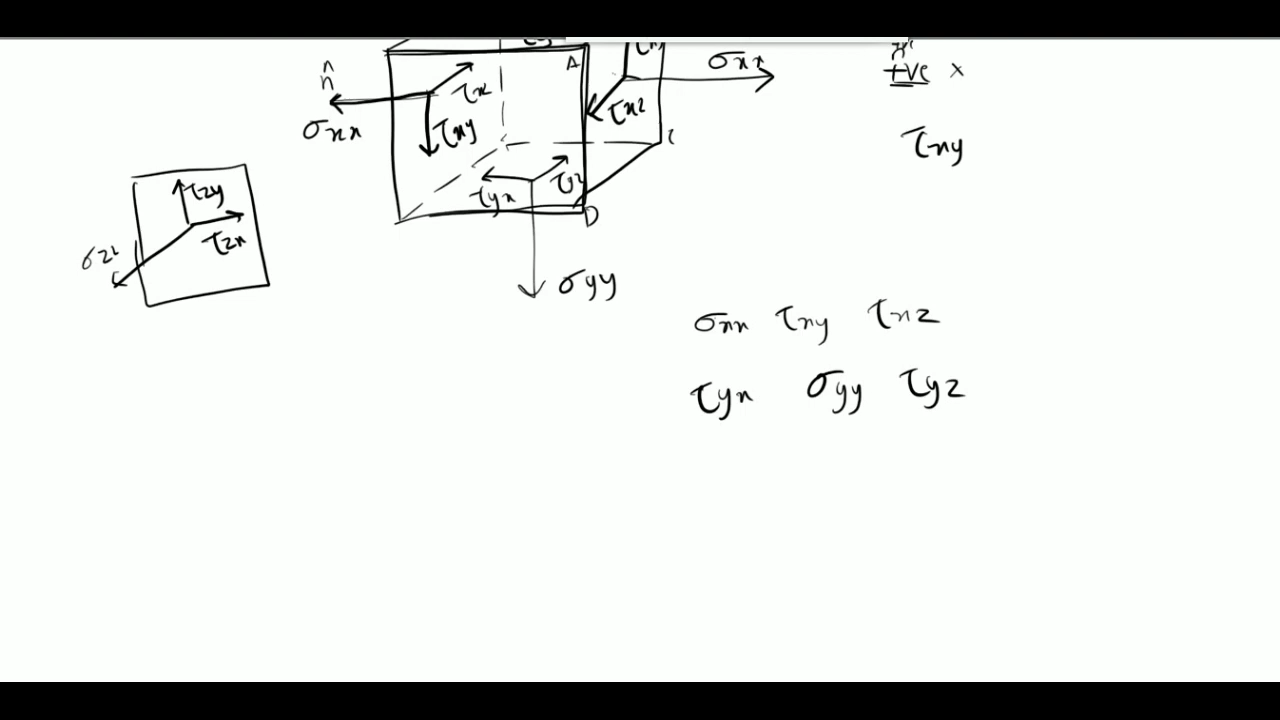 A
σxx
+ve x
n̂
τxz
τxz
σxx
τxy
τxy
C
τzy
τyz
τyx
D
τzx
σzz
σyy
σxx τxy τxz
τyx σyy τyz